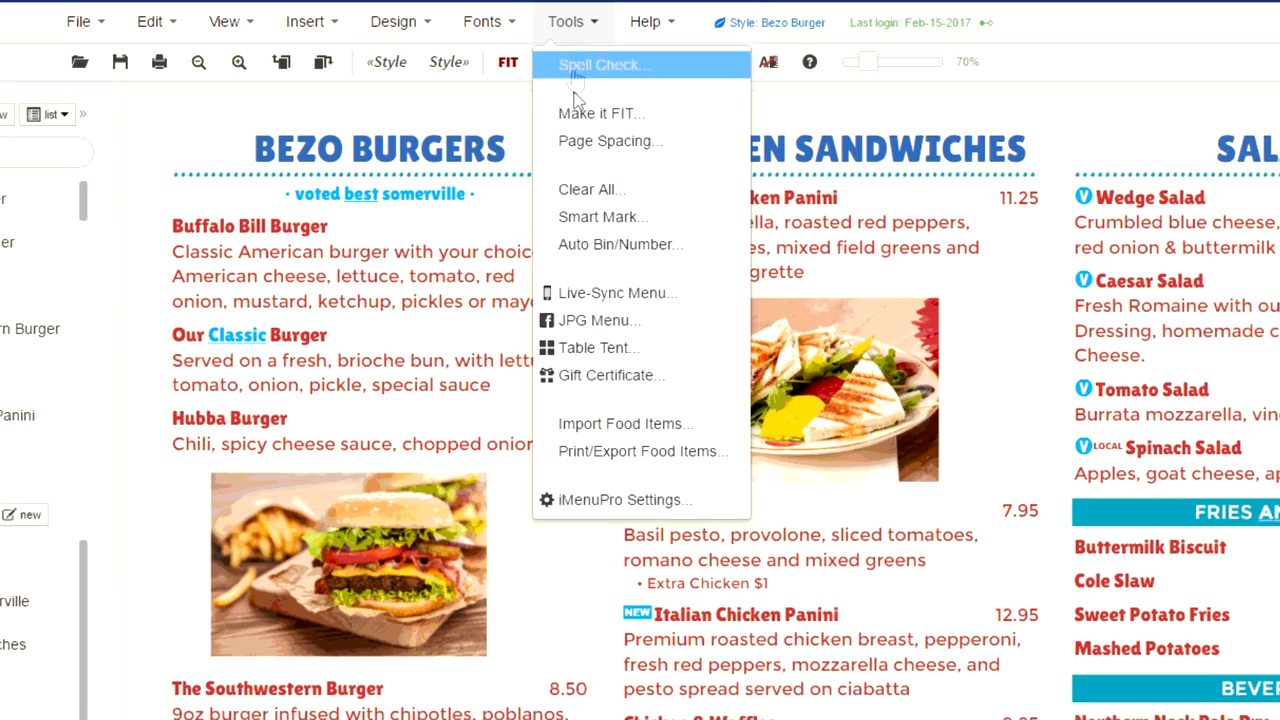 File Edit View Insert Design Fonts Tools Help Style: Bezo Burger Last login: Feb-15-2017
«Style Style» FIT 70%
list »
BEZO BURGERS
· voted best somerville ·
Buffalo Bill Burger
Classic American burger with your choic
American cheese, lettuce, tomato, red
onion, mustard, ketchup, pickles or mayo
Our Classic Burger
Served on a fresh, brioche bun, with lettu
tomato, onion, pickle, special sauce
Hubba Burger
Chili, spicy cheese sauce, chopped onion
The Southwestern Burger 8.50
9oz burger infused with chipotles, poblanos,
Spell Check...
Make it FIT...
Page Spacing...
Clear All...
Smart Mark...
Auto Bin/Number...
Live-Sync Menu...
JPG Menu...
Table Tent...
Gift Certificate...
Import Food Items...
Print/Export Food Items...
iMenuPro Settings...
EN SANDWICHES
ken Panini 11.25
ella, roasted red peppers,
es, mixed field greens and
grette
7.95
Basil pesto, provolone, sliced tomatoes,
romano cheese and mixed greens
• Extra Chicken $1
NEW Italian Chicken Panini 12.95
Premium roasted chicken breast, pepperoni,
fresh red peppers, mozzarella cheese, and
pesto spread served on ciabatta
SAL
V Wedge Salad
Crumbled blue cheese,
red onion & buttermilk
V Caesar Salad
Fresh Romaine with ou
Dressing, homemade c
Cheese.
V Tomato Salad
Burrata mozzarella, vine
V LOCAL Spinach Salad
Apples, goat cheese, ap
FRIES AN
Buttermilk Biscuit
Cole Slaw
Sweet Potato Fries
Mashed Potatoes
BEVER
rn Burger
Panini
new
rville
ches